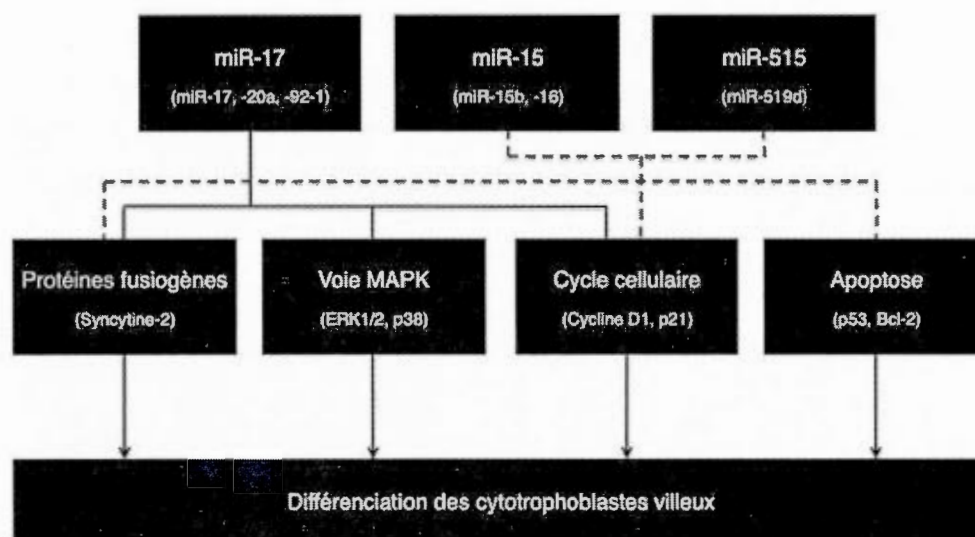 miR-17
(miR-17, -20a, -92-1)
miR-15
(miR-15b, -16)
miR-515
(miR-519d)
Protéines fusiogènes
(Syncytine-2)
Voie MAPK
(ERK1/2, p38)
Cycle cellulaire
(Cycline D1, p21)
Apoptose
(p53, Bcl-2)
Différenciation des cytotrophoblastes villeux